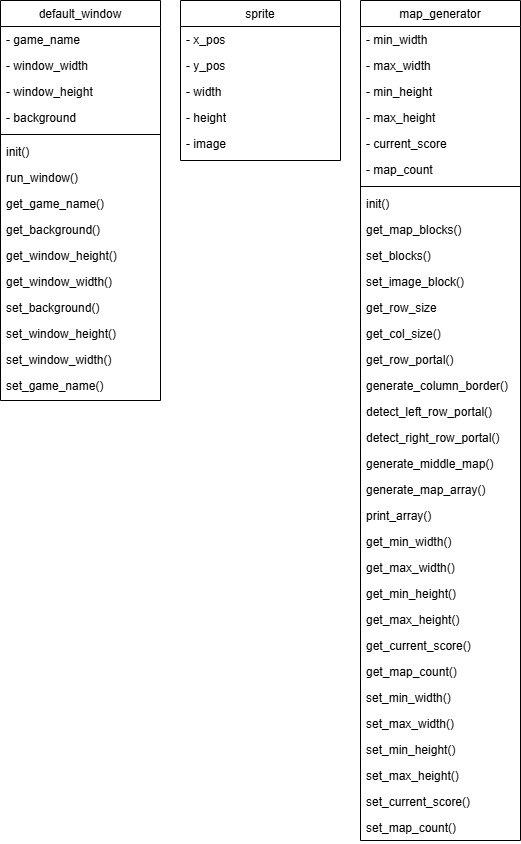 default_window
- game_name
- window_width
- window_height
- background
init()
run_window()
get_game_name()
get_background()
get_window_height()
get_window_width()
set_background()
set_window_height()
set_window_width()
set_game_name()
sprite
- x_pos
- y_pos
- width
- height
- image
map_generator
- min_width
- max_width
- min_height
- max_height
- current_score
- map_count
init()
get_map_blocks()
set_blocks()
set_image_block()
get_row_size
get_col_size()
get_row_portal()
generate_column_border()
detect_left_row_portal()
detect_right_row_portal()
generate_middle_map()
generate_map_array()
print_array()
get_min_width()
get_max_width()
get_min_height()
get_max_height()
get_current_score()
get_map_count()
set_min_width()
set_max_width()
set_min_height()
set_max_height()
set_current_score()
set_map_count()